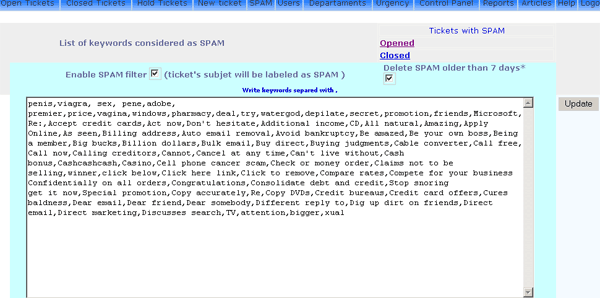 Open Tickets Closed Tickets Hold Tickets New ticket SPAM Users Departaments Urgency Control Panel Reports Articles Help Logo
Tickets with SPAM
List of keywords considered as SPAM
Opened
Closed
Enable SPAM filter (ticket's subjet will be labeled as SPAM )
Delete SPAM older than 7 days*
Write keywords separed with ,
penis,viagra, sex, pene,adobe,
premier,price,vagina,windows,pharmacy,deal,try,watergod,depilate,secret,promotion,friends,Microsoft,
Re:,Accept credit cards,Act now,Don't hesitate,Additional income,CD,All natural,Amazing,Apply
Online,As seen,Billing address,Auto email removal,Avoid bankruptcy,Be amazed,Be your own boss,Being
a member,Big bucks,Billion dollars,Bulk email,Buy direct,Buying judgments,Cable converter,Call free,
Call now,Calling creditors,Cannot,Cancel at any time,Can't live without,Cash
bonus,Cashcashcash,Casino,Cell phone cancer scam,Check or money order,Claims not to be
selling,winner,click below,Click here link,Click to remove,Compare rates,Compete for your business
Confidentially on all orders,Congratulations,Consolidate debt and credit,Stop snoring
get it now,Special promotion,Copy accurately,Re,Copy DVDs,Credit bureaus,Credit card offers,Cures
baldness,Dear email,Dear friend,Dear somebody,Different reply to,Dig up dirt on friends,Direct
email,Direct marketing,Discusses search,TV,attention,bigger,xual
Update